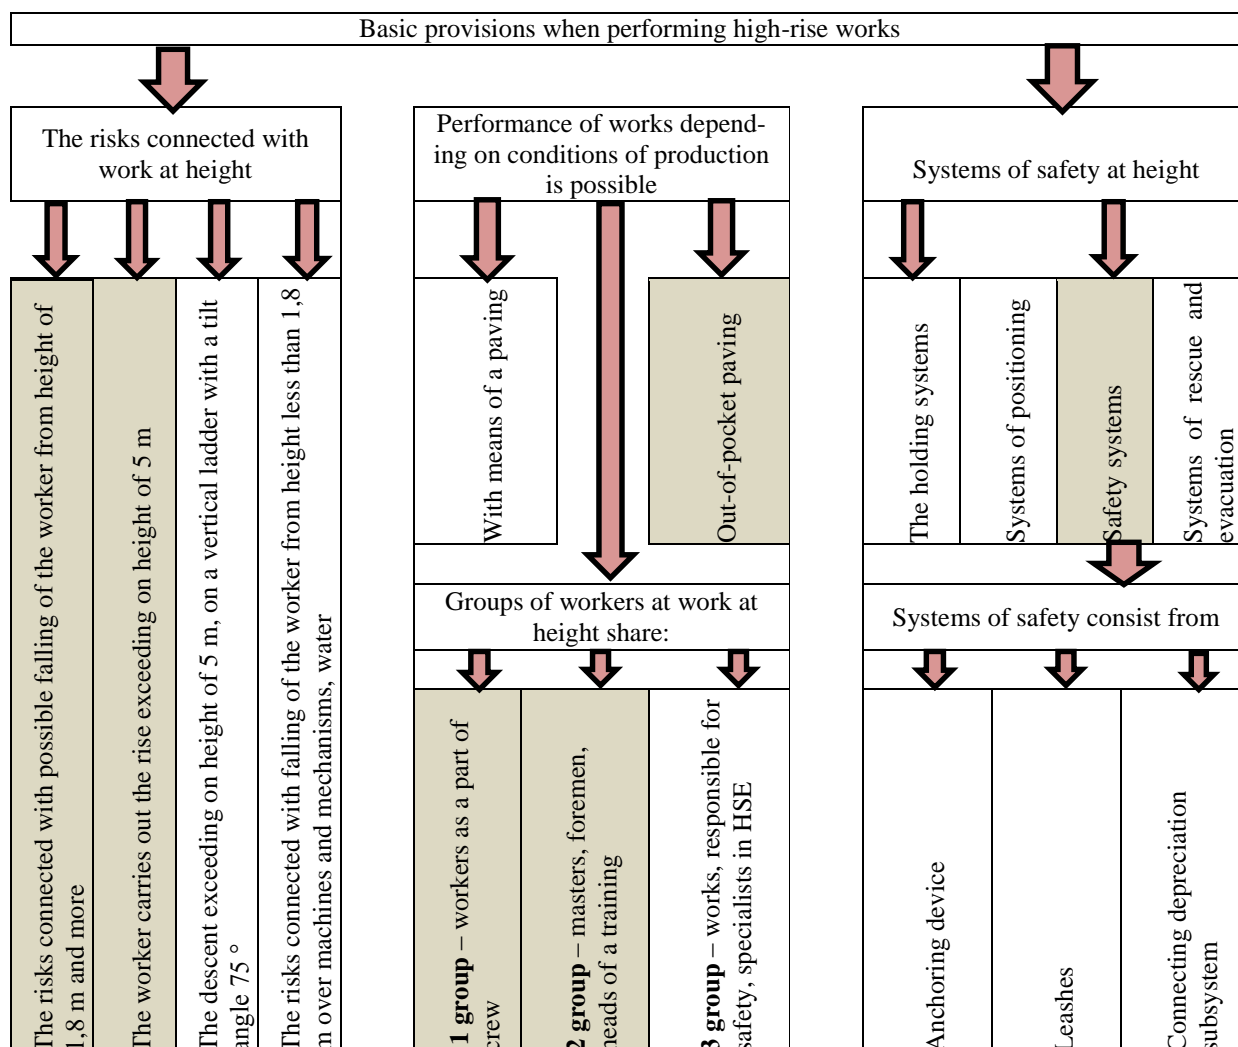 Basic provisions when performing high-rise works
The risks connected with
work at height
Performance of works depend-
ing on conditions of production
is possible
Systems of safety at height
The risks connected with possible falling of the worker from height of
1,8 m and more
The worker carries out the rise exceeding on height of 5 m
The descent exceeding on height of 5 m, on a vertical ladder with a tilt
angle 75 °
The risks connected with falling of the worker from height less than 1,8
m over machines and mechanisms, water
With means of a paving
Out-of-pocket paving
The holding systems
Systems of positioning
Safety systems
Systems of rescue and
evacuation
Groups of workers at work at
height share:
Systems of safety consist from
1 group – workers as a part of
crew
2 group – masters, foremen,
heads of a training
3 group – works, responsible for
safety, specialists in HSE
Anchoring device
Leashes
Connecting depreciation
subsystem